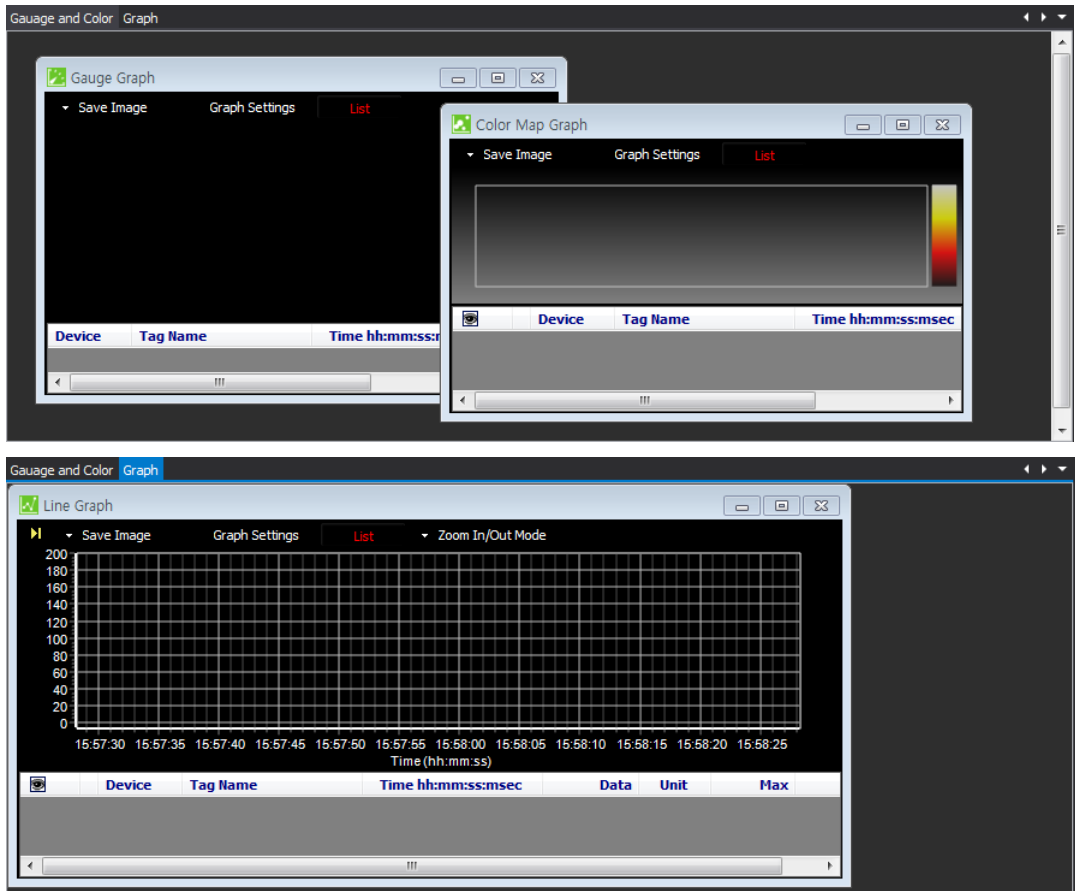 Gauage and Color Graph
Gauge Graph
Save Image Graph Settings List
Device Tag Name Time hh:mm:ss:
Color Map Graph
Save Image Graph Settings List
Device Tag Name Time hh:mm:ss:msec
Gauage and Color Graph
Line Graph
Save Image Graph Settings List Zoom In/Out Mode
200
180
160
140
120
100
80
60
40
20
0
15:57:30 15:57:35 15:57:40 15:57:45 15:57:50 15:57:55 15:58:00 15:58:05 15:58:10 15:58:15 15:58:20 15:58:25
Time(hh:mm:ss)
Device Tag Name Time hh:mm:ss:msec Data Unit Max